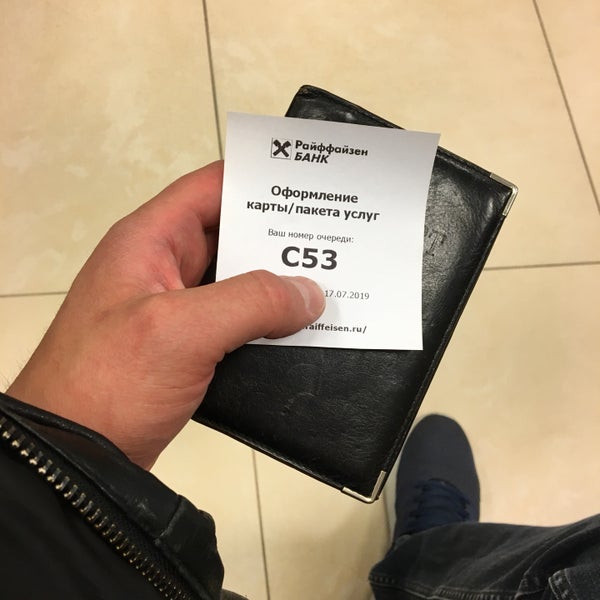 Райффайзен
БАНК
Оформление
карты/пакета услуг
Ваш номер очереди:
C53
17.07.2019
raiffeisen.ru/